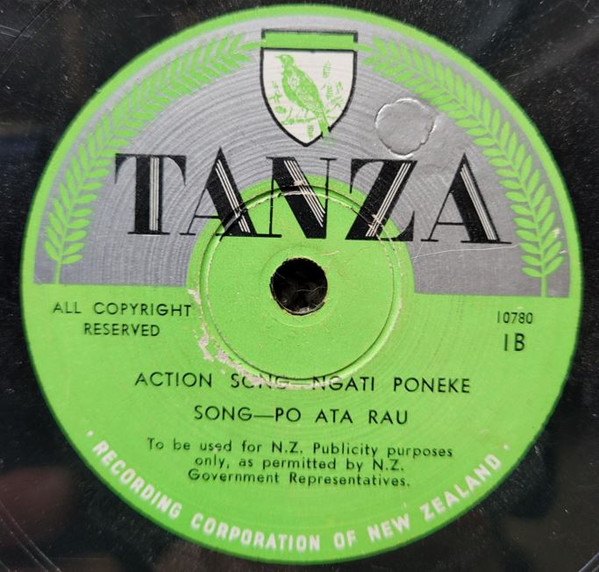 TANZA
ALL COPYRIGHT
RESERVED
10780
1B
ACTION SONG—NGATI PONEKE
SONG—PO ATA RAU
To be used for N.Z. Publicity purposes
only, as permitted by N.Z.
Government Representatives.
· RECORDING CORPORATION OF NEW ZEALAND ·